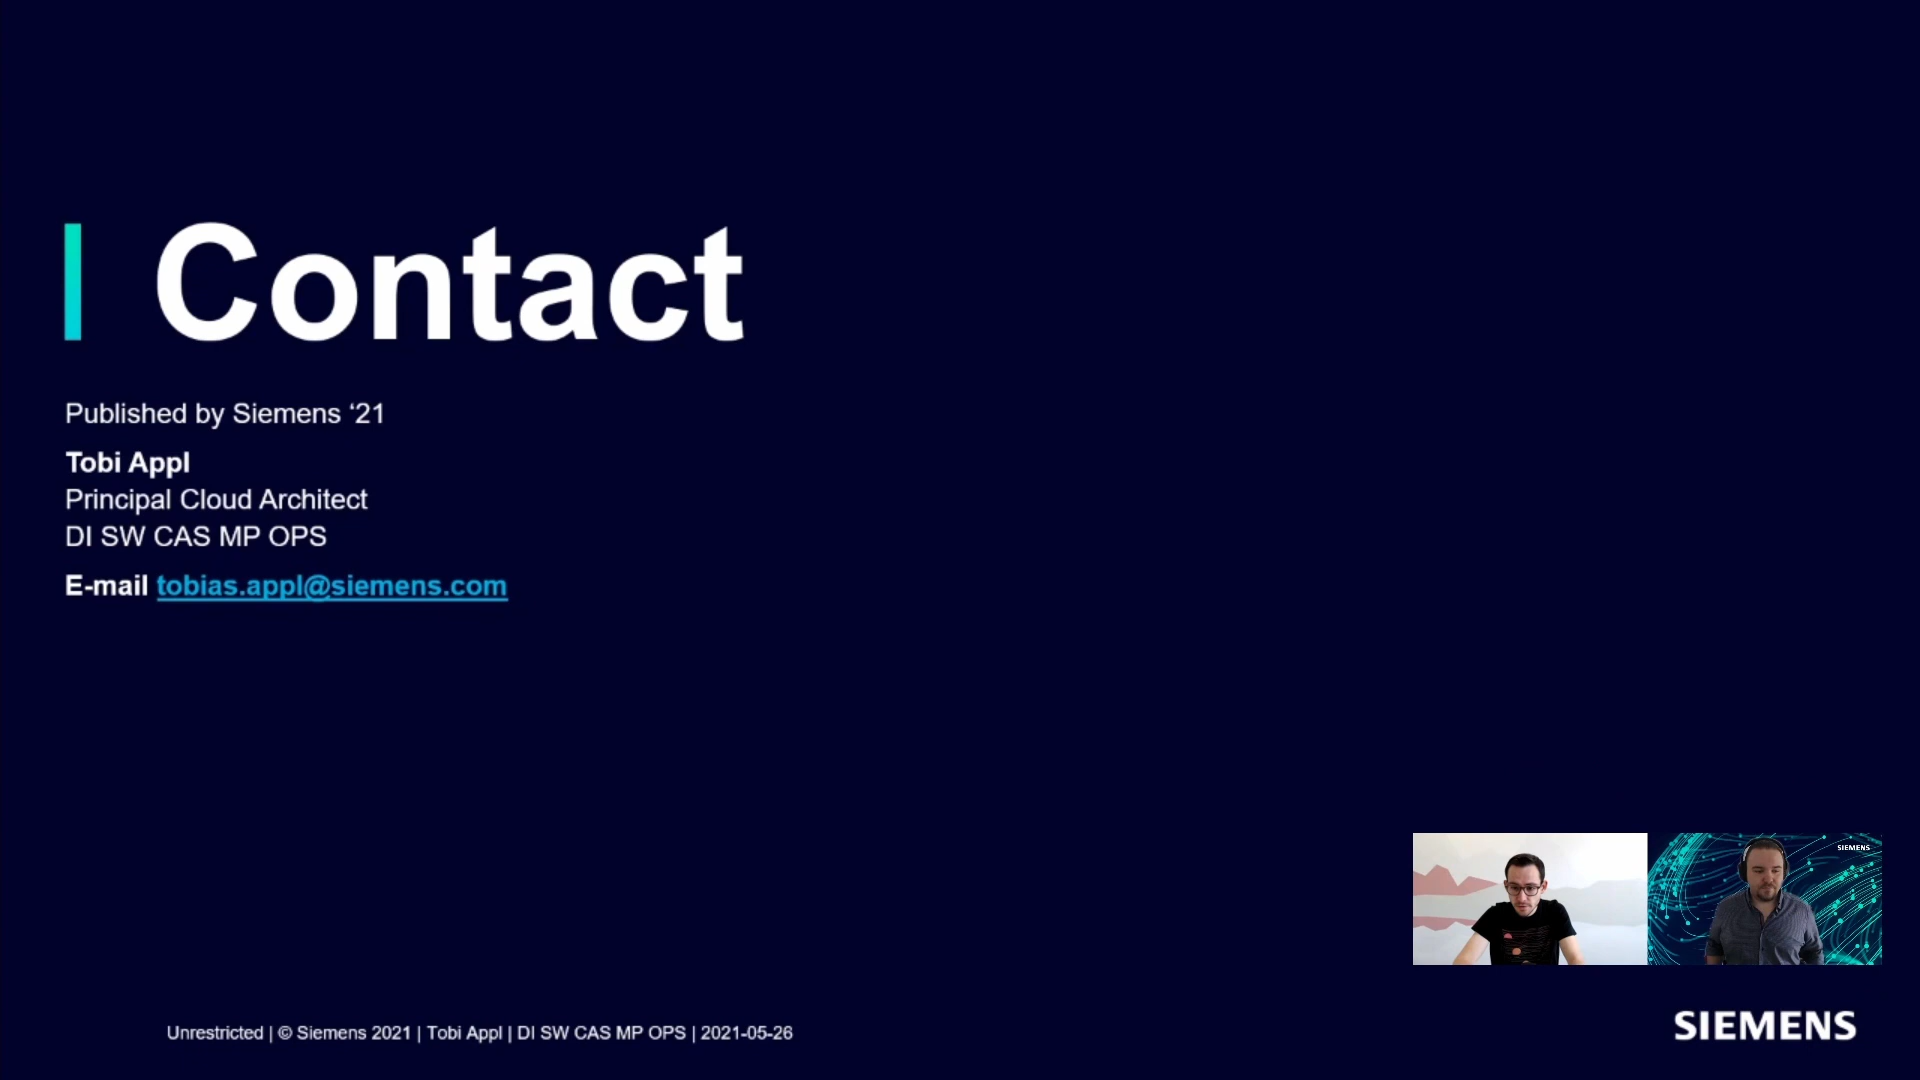 Contact
Published by Siemens ‘21
Tobi Appl
Principal Cloud Architect
DI SW CAS MP OPS
E-mail tobias.appl@siemens.com
SIEMENS
Unrestricted | © Siemens 2021 | Tobi Appl | DI SW CAS MP OPS | 2021-05-26
SIEMENS